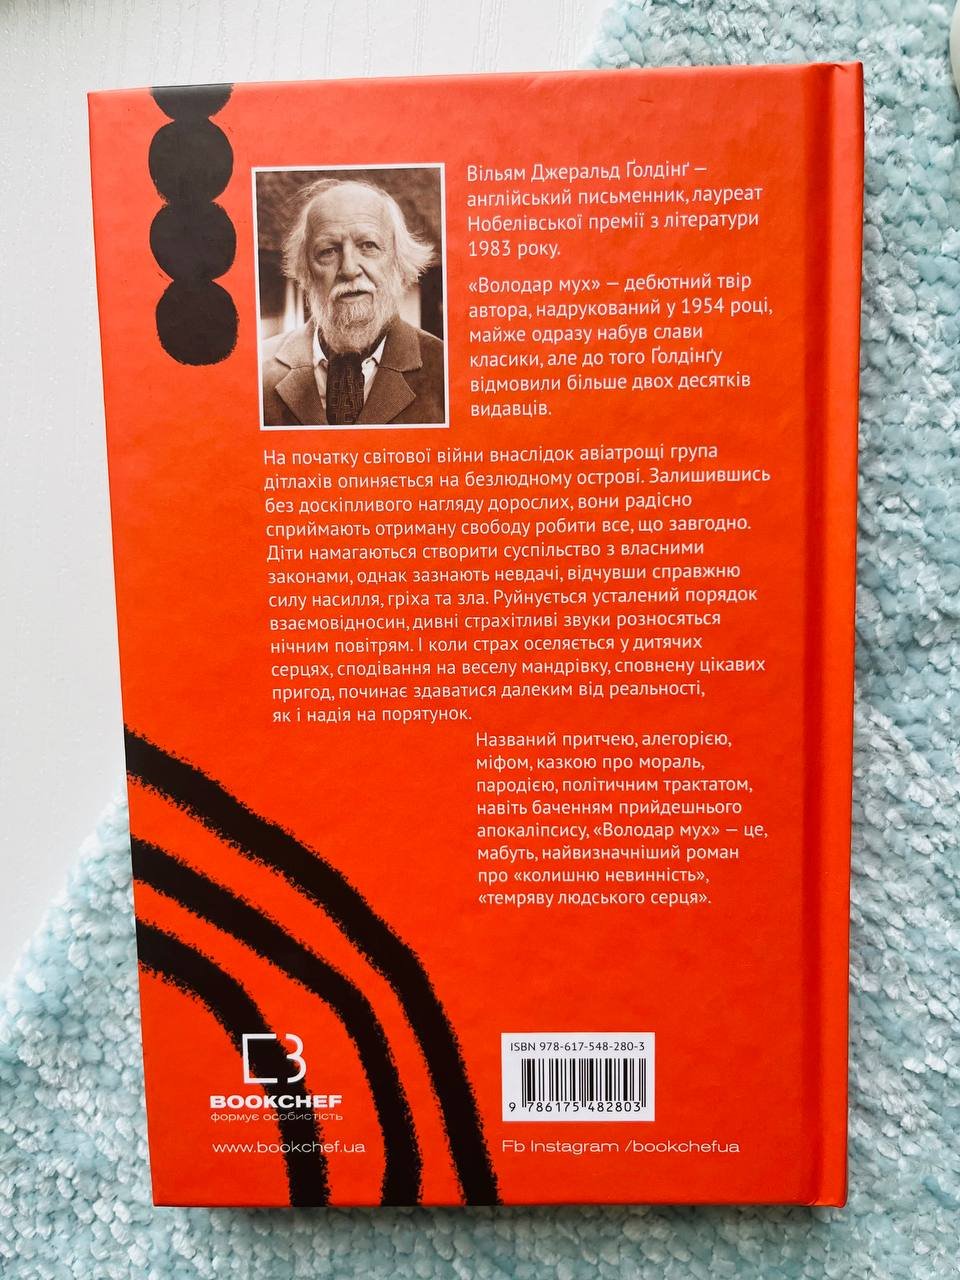 Вільям Джеральд Ґолдінґ —
англійський письменник, лауреат
Нобелівської премії з літератури
1983 року.
«Володар мух» — дебютний твір
автора, надрукований у 1954 році,
майже одразу набув слави
класики, але до того Ґолдінґу
відмовили більше двох десятків
видавців.
На початку світової війни внаслідок авіатрощі група
дітлахів опиняється на безлюдному острові. Залишившись
без доскіпливого нагляду дорослих, вони радісно
сприймають отриману свободу робити все, що завгодно.
Діти намагаються створити суспільство з власними
законами, однак зазнають невдачі, відчувши справжню
силу насилля, гріха та зла. Руйнується усталений порядок
взаємовідносин, дивні страхітливі звуки розносяться
нічним повітрям. І коли страх оселяється у дитячих
серцях, сподівання на веселу мандрівку, сповнену цікавих
пригод, починає здаватися далеким від реальності,
як і надія на порятунок.
Названий притчею, алегорією,
міфом, казкою про мораль,
пародією, політичним трактатом,
навіть баченням прийдешнього
апокаліпсису, «Володар мух» — це,
мабуть, найвизначніший роман
про «колишню невинність»,
«темряву людського серця».
BOOKCHEF
формує особистість
www.bookchef.ua
ISBN 978-617-548-280-3
9 786175 482803
Fb Instagram /bookchefua